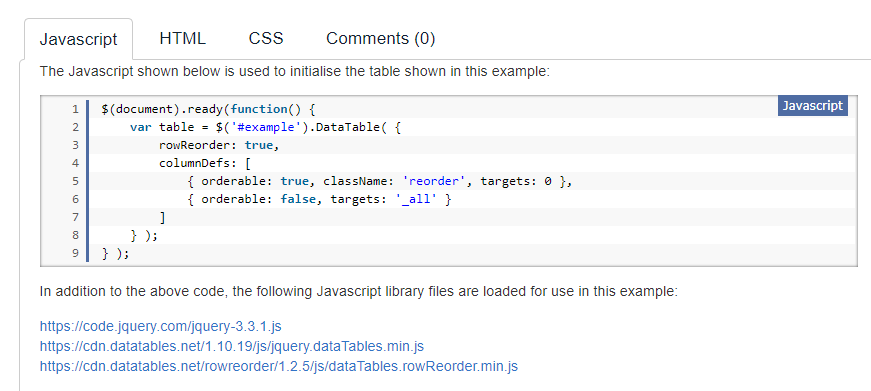 Javascript HTML CSS Comments (0)
The Javascript shown below is used to initialise the table shown in this example:
Javascript
1 $(document).ready(function() {
2     var table = $('#example').DataTable( {
3         rowReorder: true,
4         columnDefs: [
5             { orderable: true, className: 'reorder', targets: 0 },
6             { orderable: false, targets: '_all' }
7         ]
8     } );
9 } );
In addition to the above code, the following Javascript library files are loaded for use in this example:
https://code.jquery.com/jquery-3.3.1.js
https://cdn.datatables.net/1.10.19/js/jquery.dataTables.min.js
https://cdn.datatables.net/rowreorder/1.2.5/js/dataTables.rowReorder.min.js